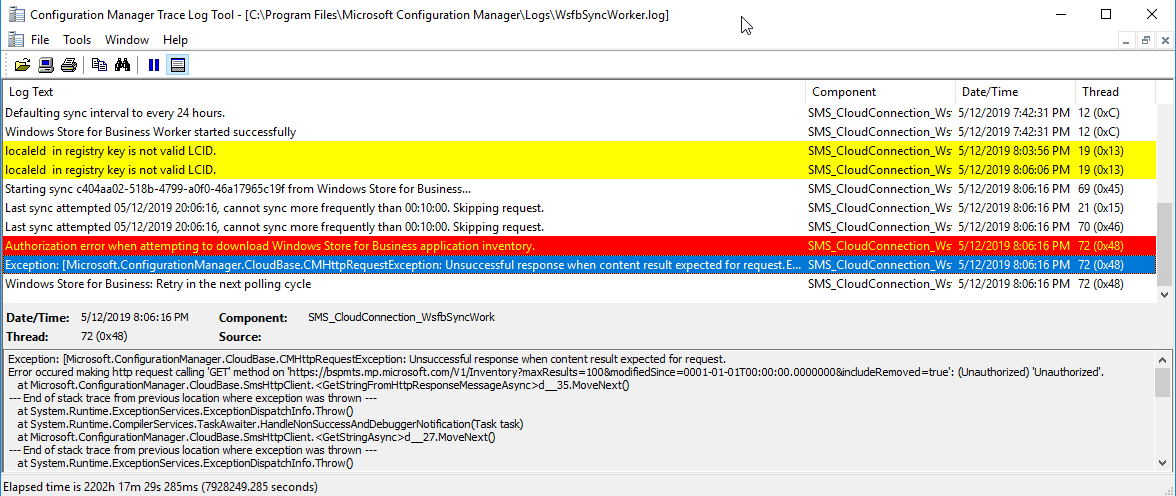 Configuration Manager Trace Log Tool - [C:\Program Files\Microsoft Configuration Manager\Logs\WsfbSyncWorker.log]
File Tools Window Help
Log Text Component Date/Time Thread
Defaulting sync interval to every 24 hours. SMS_CloudConnection_Ws 5/12/2019 7:42:31 PM 12 (0xC)
Windows Store for Business Worker started successfully SMS_CloudConnection_Ws 5/12/2019 7:42:31 PM 12 (0xC)
localeId in registry key is not valid LCID. SMS_CloudConnection_Ws 5/12/2019 8:03:56 PM 19 (0x13)
localeId in registry key is not valid LCID. SMS_CloudConnection_Ws 5/12/2019 8:06:06 PM 19 (0x13)
Starting sync c404aa02-518b-4799-a0f0-46a17965c19f from Windows Store for Business... SMS_CloudConnection_Ws 5/12/2019 8:06:16 PM 69 (0x45)
Last sync attempted 05/12/2019 20:06:16, cannot sync more frequently than 00:10:00. Skipping request. SMS_CloudConnection_Ws 5/12/2019 8:06:16 PM 21 (0x15)
Last sync attempted 05/12/2019 20:06:16, cannot sync more frequently than 00:10:00. Skipping request. SMS_CloudConnection_Ws 5/12/2019 8:06:16 PM 70 (0x46)
Authorization error when attempting to download Windows Store for Business application inventory. SMS_CloudConnection_Ws 5/12/2019 8:06:16 PM 72 (0x48)
Exception: [Microsoft.ConfigurationManager.CloudBase.CMHttpRequestException: Unsuccessful response when content result expected for request.E... SMS_CloudConnection_Ws 5/12/2019 8:06:16 PM 72 (0x48)
Windows Store for Business: Retry in the next polling cycle SMS_CloudConnection_Ws 5/12/2019 8:06:16 PM 72 (0x48)
Date/Time: 5/12/2019 8:06:16 PM Component: SMS_CloudConnection_WsfbSyncWork
Thread: 72 (0x48) Source:
Exception: [Microsoft.ConfigurationManager.CloudBase.CMHttpRequestException: Unsuccessful response when content result expected for request.
Error occured making http request calling 'GET' method on 'https://bspmts.mp.microsoft.com/V1/Inventory?maxResults=100&modifiedSince=0001-01-01T00:00:00.0000000&includeRemoved=true': (Unauthorized) 'Unauthorized'.
at Microsoft.ConfigurationManager.CloudBase.SmsHttpClient.<GetStringFromHttpResponseMessageAsync>d__35.MoveNext()
--- End of stack trace from previous location where exception was thrown ---
at System.Runtime.ExceptionServices.ExceptionDispatchInfo.Throw()
at System.Runtime.CompilerServices.TaskAwaiter.HandleNonSuccessAndDebuggerNotification(Task task)
at Microsoft.ConfigurationManager.CloudBase.SmsHttpClient.<GetStringAsync>d__27.MoveNext()
--- End of stack trace from previous location where exception was thrown ---
at System.Runtime.ExceptionServices.ExceptionDispatchInfo.Throw()
Elapsed time is 2202h 17m 29s 285ms (7928249.285 seconds)